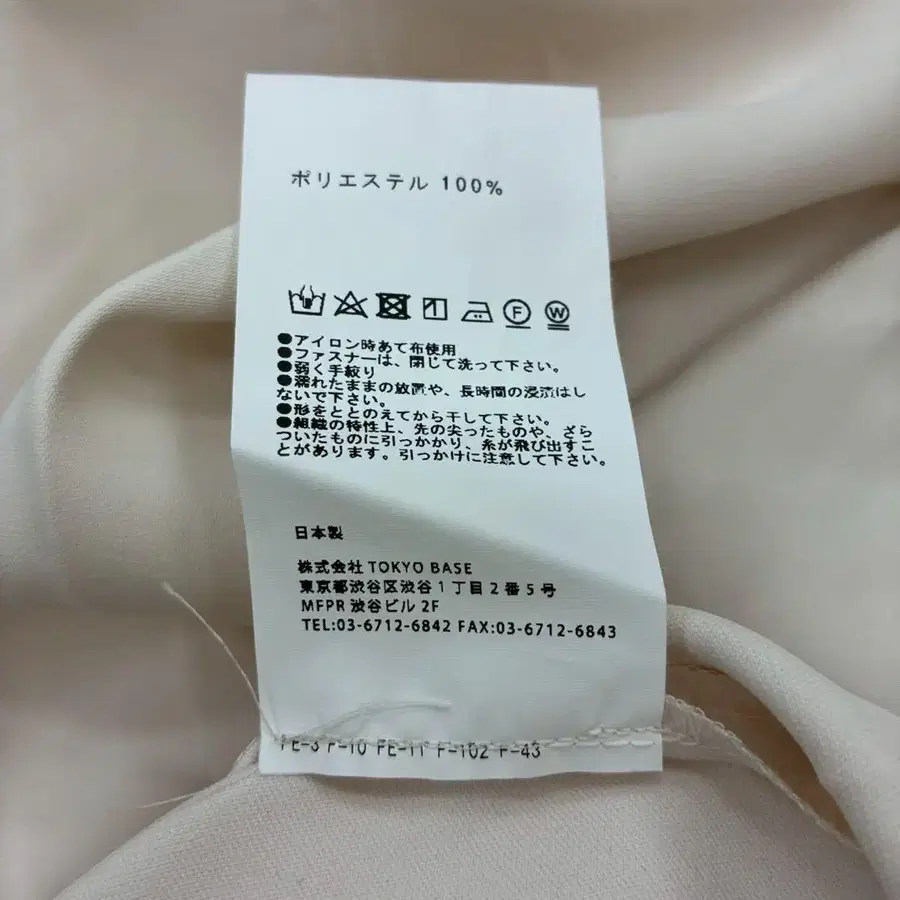 ポリエステル 100%
F W
●アイロン時あて布使用
●ファスナーは、閉じて洗って下さい。
●弱く手絞り
●濡れたままの放置や、長時間の浸漬はし
ないで下さい。
●形をととのえてから干して下さい。
●組織の特性上、先の尖ったものや、ざら
ついたものに引っかかり、糸が飛び出すこ
とがあります。引っかけに注意して下さい。
日本製
株式会社 TOKYO BASE
東京都渋谷区渋谷1丁目2番5号
MFPR 渋谷ビル 2F
TEL:03-6712-6842 FAX:03-6712-6843
FE-3 F-10 FE-11 F-102 F-43